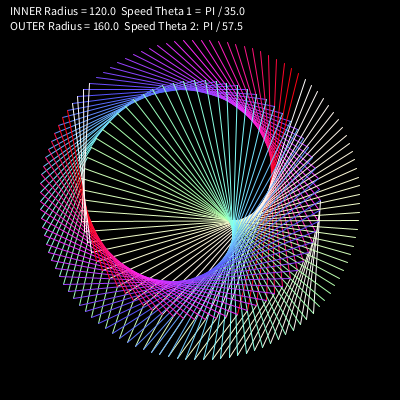 INNER Radius = 120.0  Speed Theta 1 =  PI / 35.0
OUTER Radius = 160.0  Speed Theta 2:  PI / 57.5